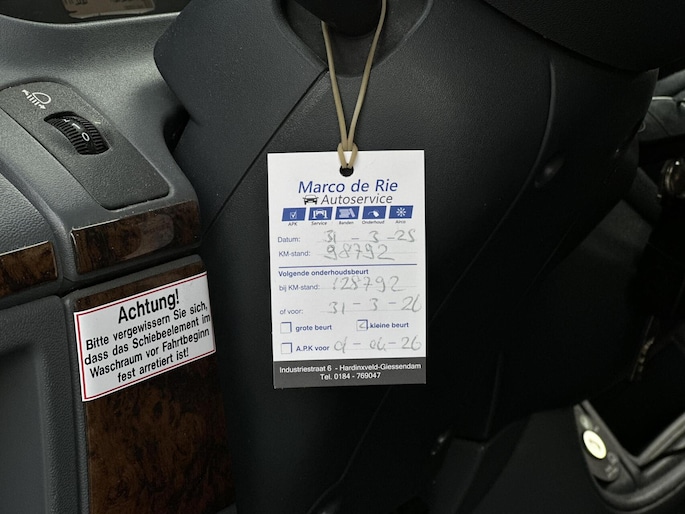 Marco de Rie
Autoservice
APK Service Banden Onderhoud Airco
Datum: 31 - 3 - 25
KM-stand: 98792
Volgende onderhoudsbeurt
bij KM-stand: 128792
of voor: 31 - 3 - 26
grote beurt kleine beurt
A.P.K voor 01 - 06 - 26
Industriestraat 6 - Hardinxveld-Giessendam
Tel. 0184 - 769047
Achtung!
Bitte vergewissern Sie sich,
dass das Schiebeelement im
Waschraum vor Fahrtbeginn
fest arretiert ist!